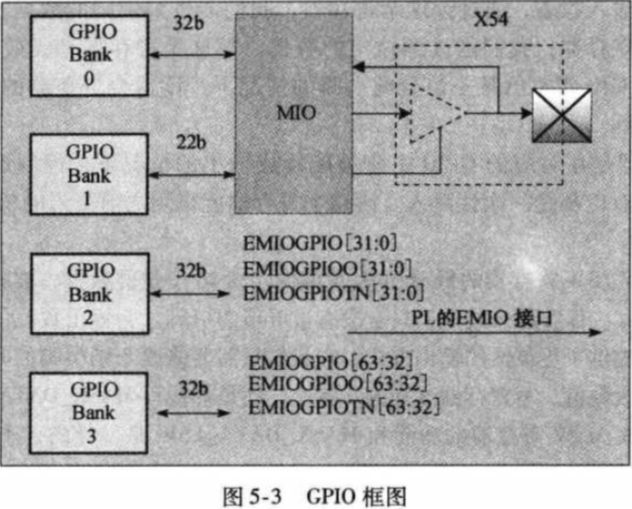 X54
GPIO
Bank
0
32b
MIO
GPIO
Bank
1
22b
GPIO
Bank
2
32b
EMIOGPIO[31:0]
EMIOGPIOO[31:0]
EMIOGPIOTN[31:0]
PL的EMIO 接口
GPIO
Bank
3
32b
EMIOGPIO[63:32]
EMIOGPIOO[63:32]
EMIOGPIOTN[63:32]
图 5-3 GPIO 框图